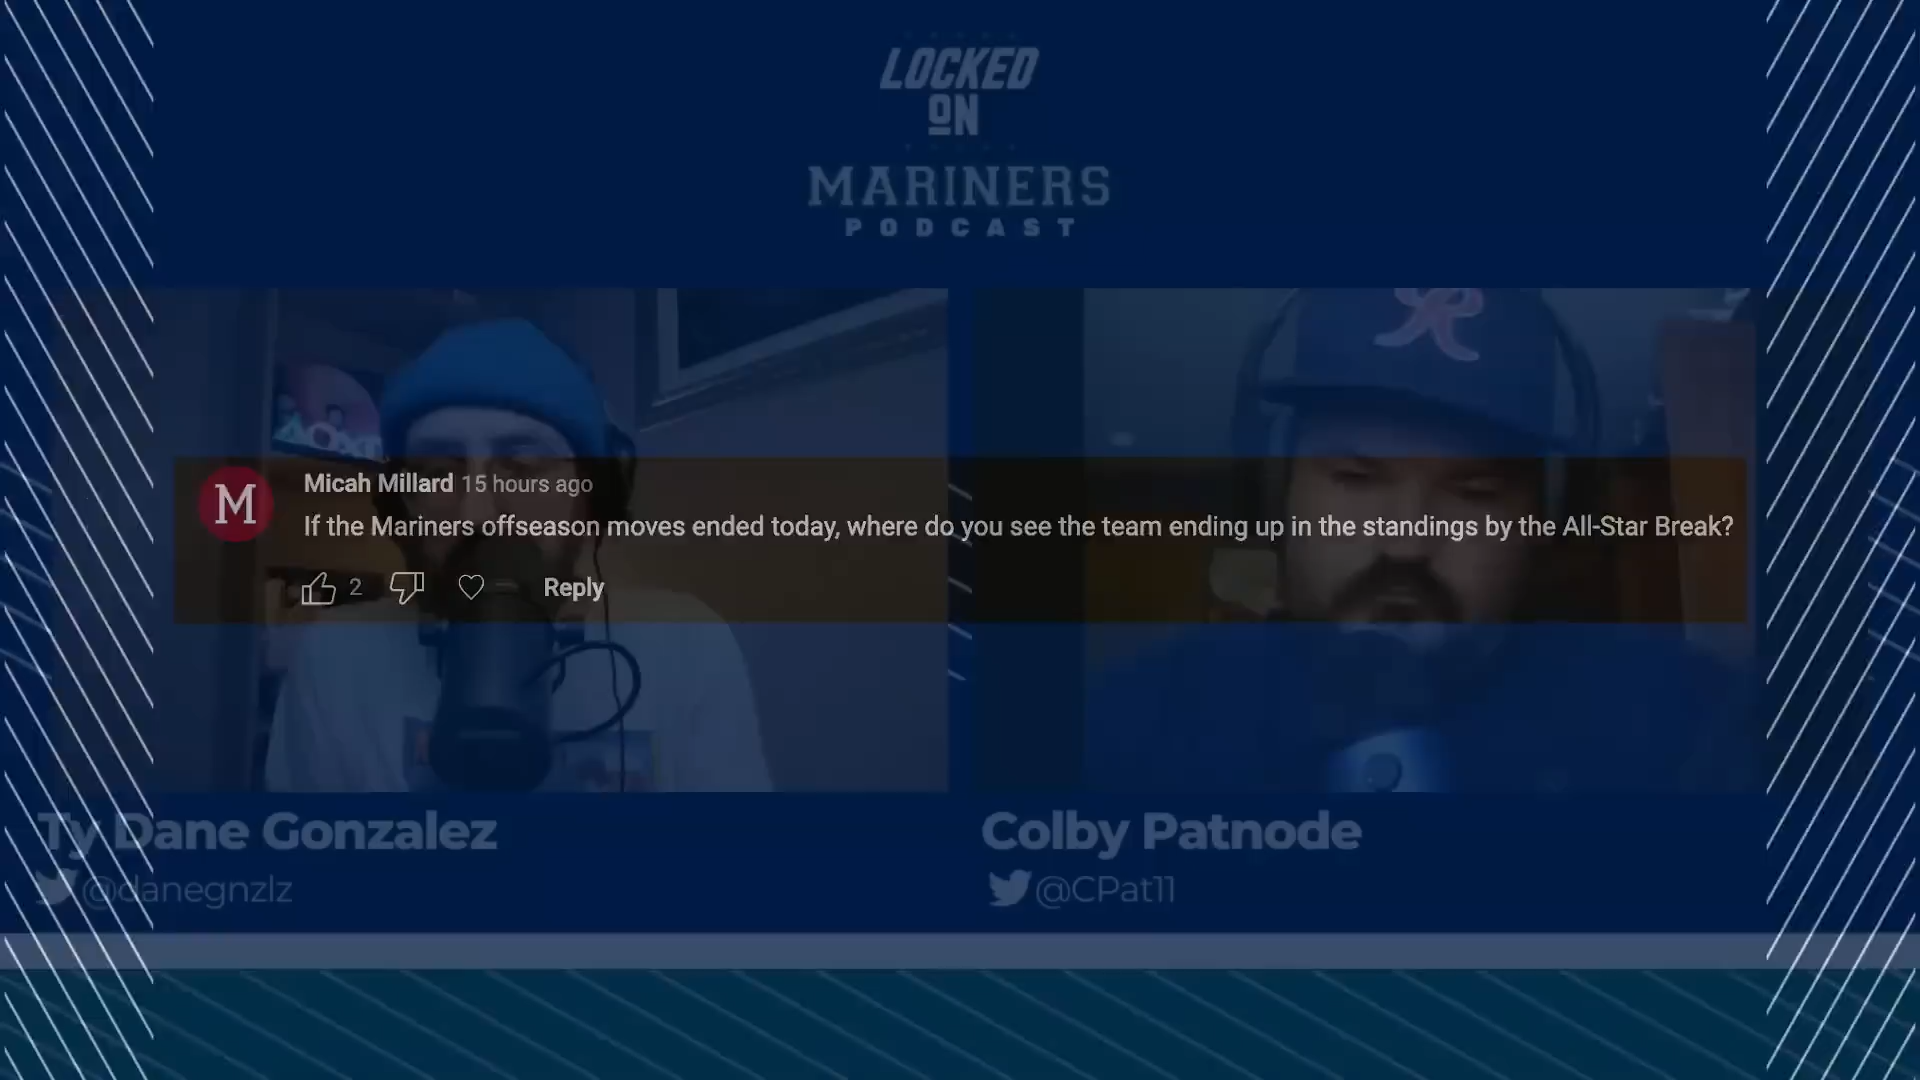 LOCKED
ON
MARINERS
PODCAST
M
Micah Millard 15 hours ago
If the Mariners offseason moves ended today, where do you see the team ending up in the standings by the All-Star Break?
2 Reply
Ty Dane Gonzalez
@danegnzlz
Colby Patnode
@CPat11